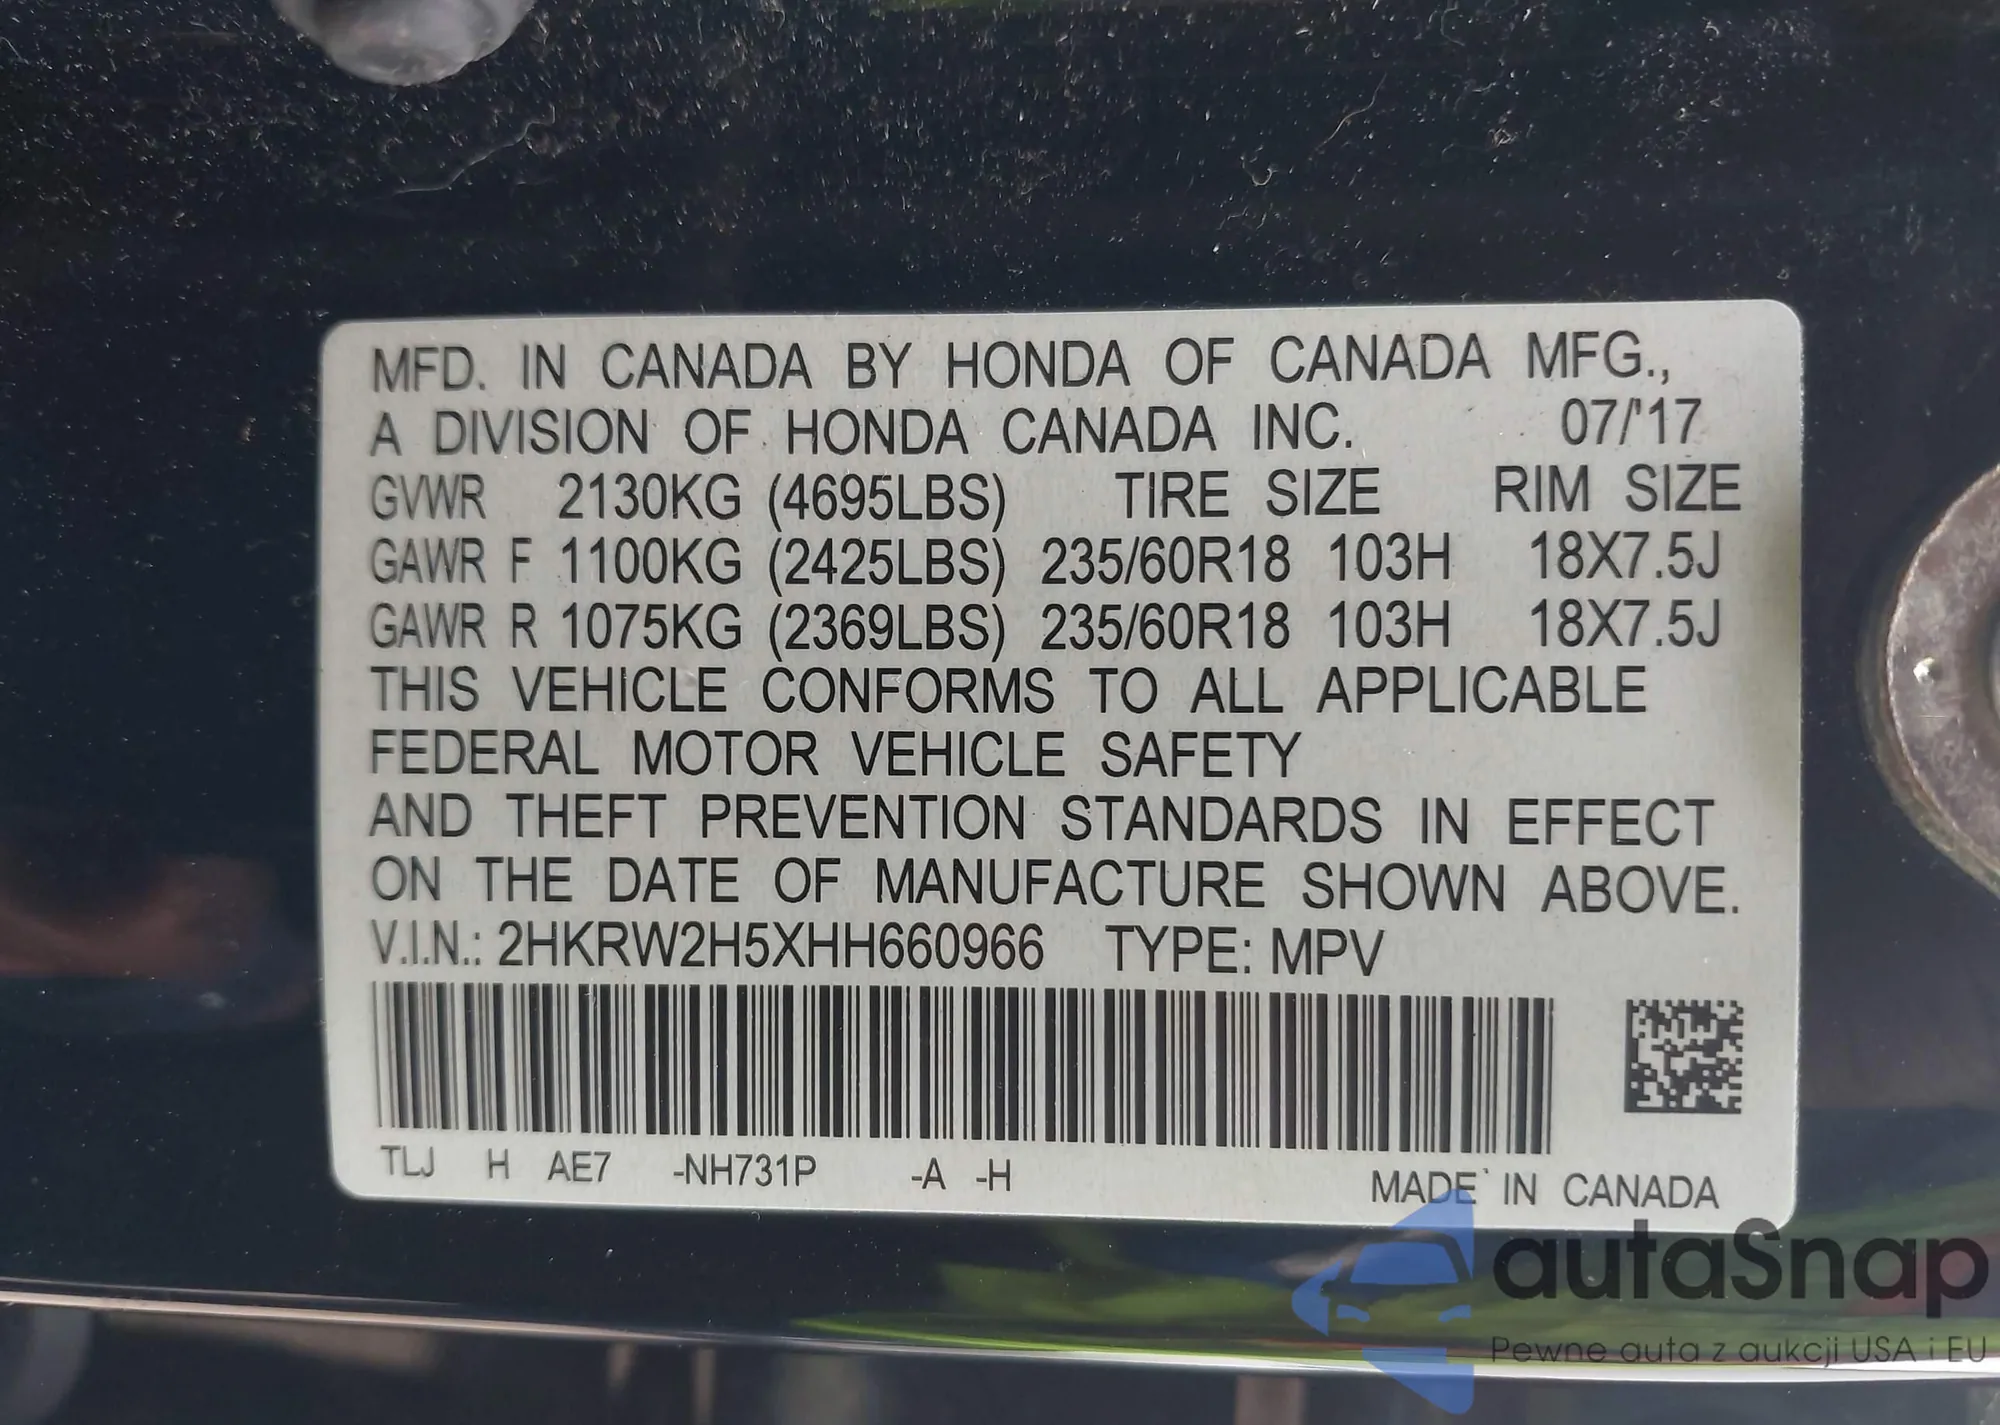 MFD. IN CANADA BY HONDA OF CANADA MFG.,
A DIVISION OF HONDA CANADA INC. 07/'17
GVWR 2130KG (4695LBS) TIRE SIZE RIM SIZE
GAWR F 1100KG (2425LBS) 235/60R18 103H 18X7.5J
GAWR R 1075KG (2369LBS) 235/60R18 103H 18X7.5J
THIS VEHICLE CONFORMS TO ALL APPLICABLE
FEDERAL MOTOR VEHICLE SAFETY
AND THEFT PREVENTION STANDARDS IN EFFECT
ON THE DATE OF MANUFACTURE SHOWN ABOVE.
V.I.N.: 2HKRW2H5XHH660966 TYPE: MPV
TLJ H AE7 -NH731P -A -H MADE IN CANADA
autaSnap
Pewne auta z aukcji USA i EU